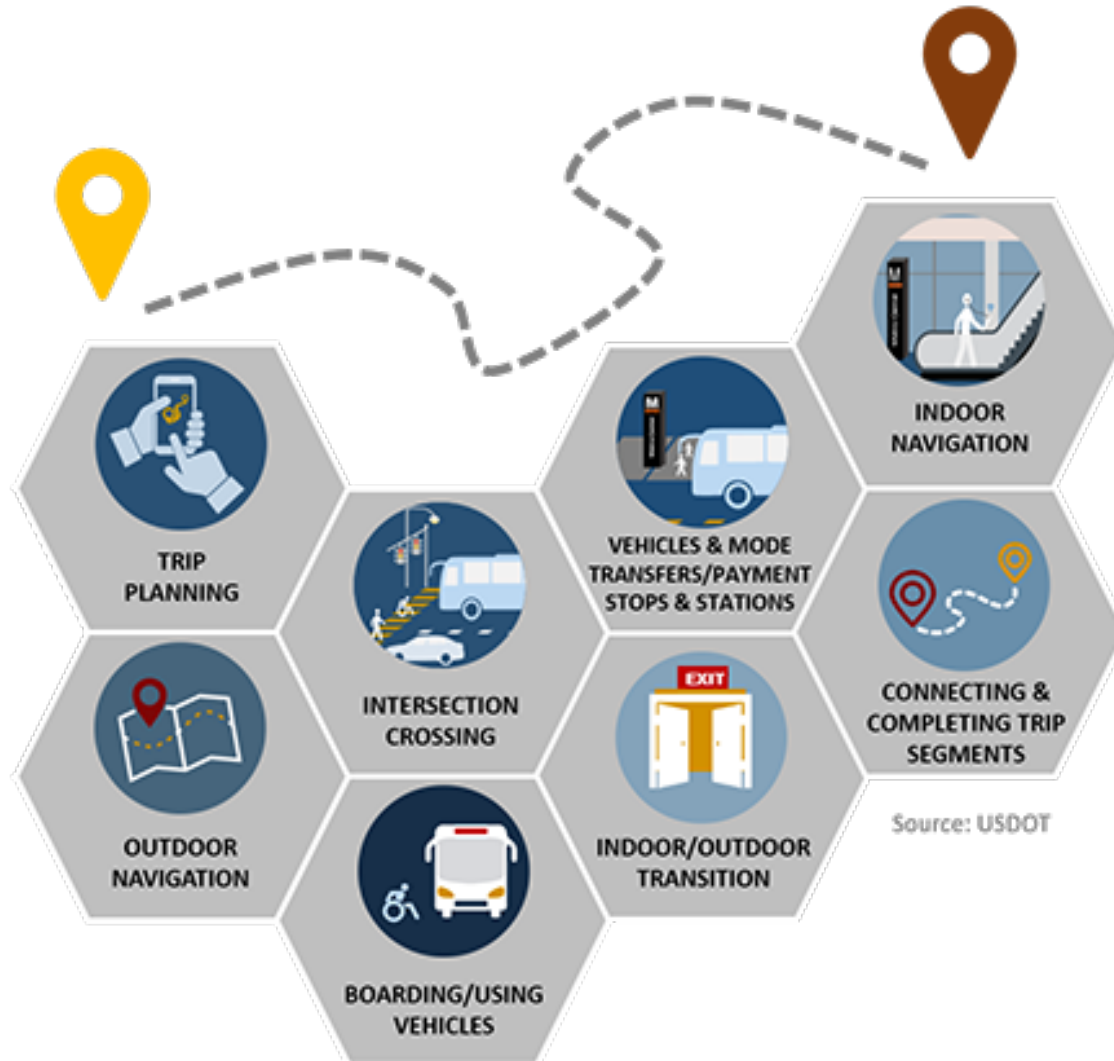 TRIP
PLANNING
OUTDOOR
NAVIGATION
INTERSECTION
CROSSING
BOARDING/USING
VEHICLES
M
VEHICLES & MODE
TRANSFERS/PAYMENT
STOPS & STATIONS
EXIT
INDOOR/OUTDOOR
TRANSITION
M
INDOOR
NAVIGATION
CONNECTING &
COMPLETING TRIP
SEGMENTS
Source: USDOT